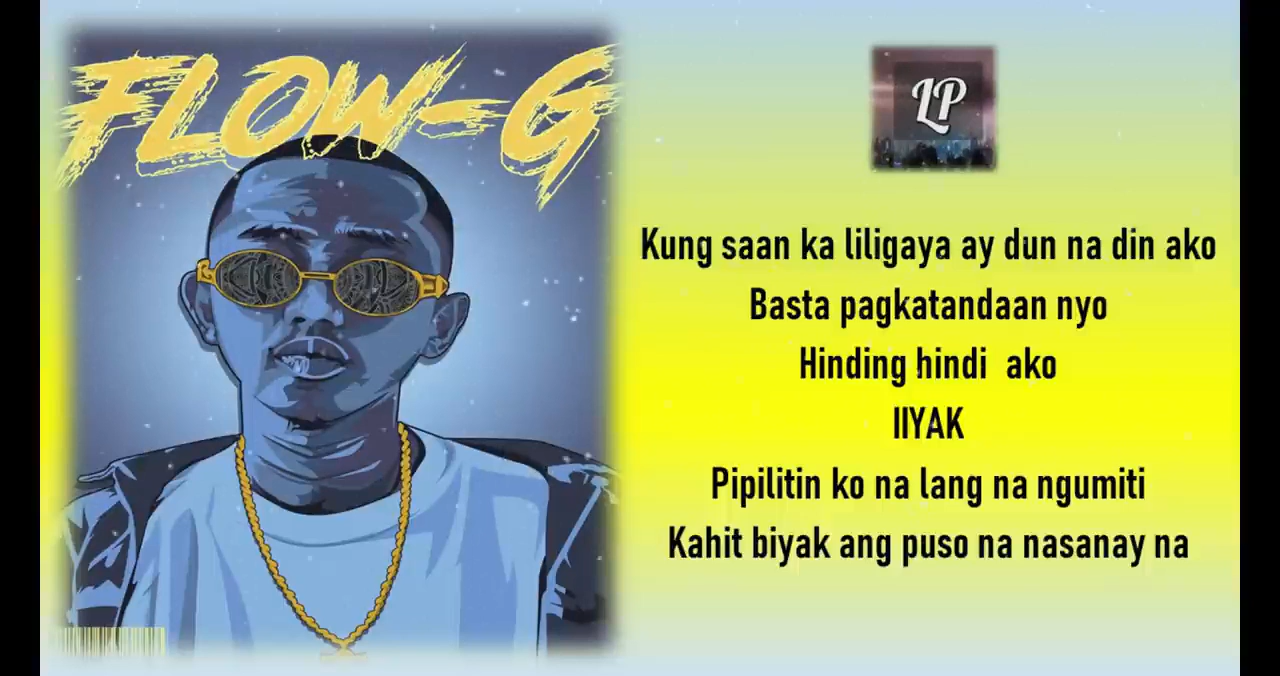 FLOW-G
LP
Kung saan ka liligaya ay dun na din ako
Basta pagkatandaan nyo
Hinding hindi ako
IIYAK
Pipilitin ko na lang na ngumiti
Kahit biyak ang puso na nasanay na